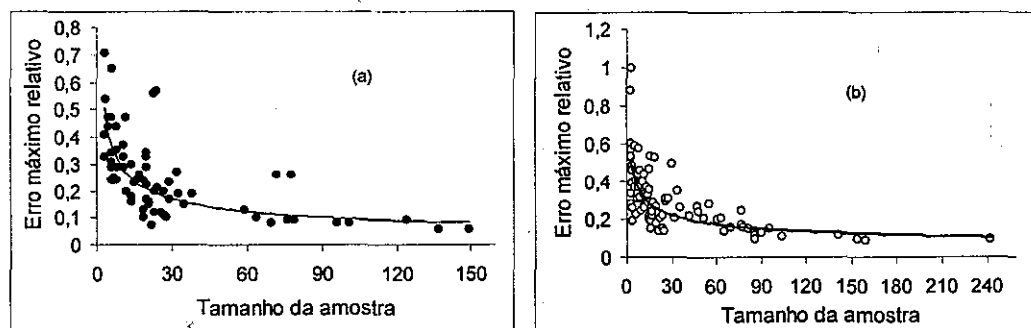 Erro máximo relativo
0,8
0,7
0,6
0,5
0,4
0,3
0,2
0,1
0
(a)
0 30 60 90 120 150
Tamanho da amostra
Erro máximo relativo
1,2
1
0,8
0,6
0,4
0,2
0
(b)
0 30 60 90 120 150 180 210 240
Tamanho da amostra